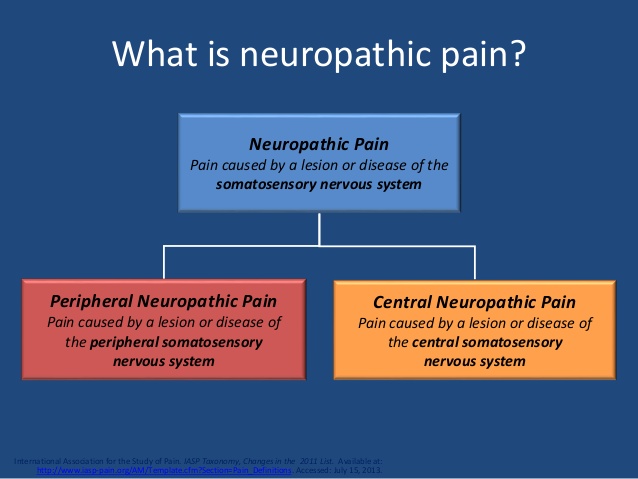 What is neuropathic pain?
Neuropathic Pain
Pain caused by a lesion or disease of the
somatosensory nervous system
Peripheral Neuropathic Pain
Pain caused by a lesion or disease of
the peripheral somatosensory
nervous system
Central Neuropathic Pain
Pain caused by a lesion or disease of
the central somatosensory
nervous system
International Association for the Study of Pain. IASP Taxonomy, Changes in the 2011 List. Available at:
http://www.iasp-pain.org/AM/Template.cfm?Section=Pain_Definitions. Accessed: July 15, 2013.